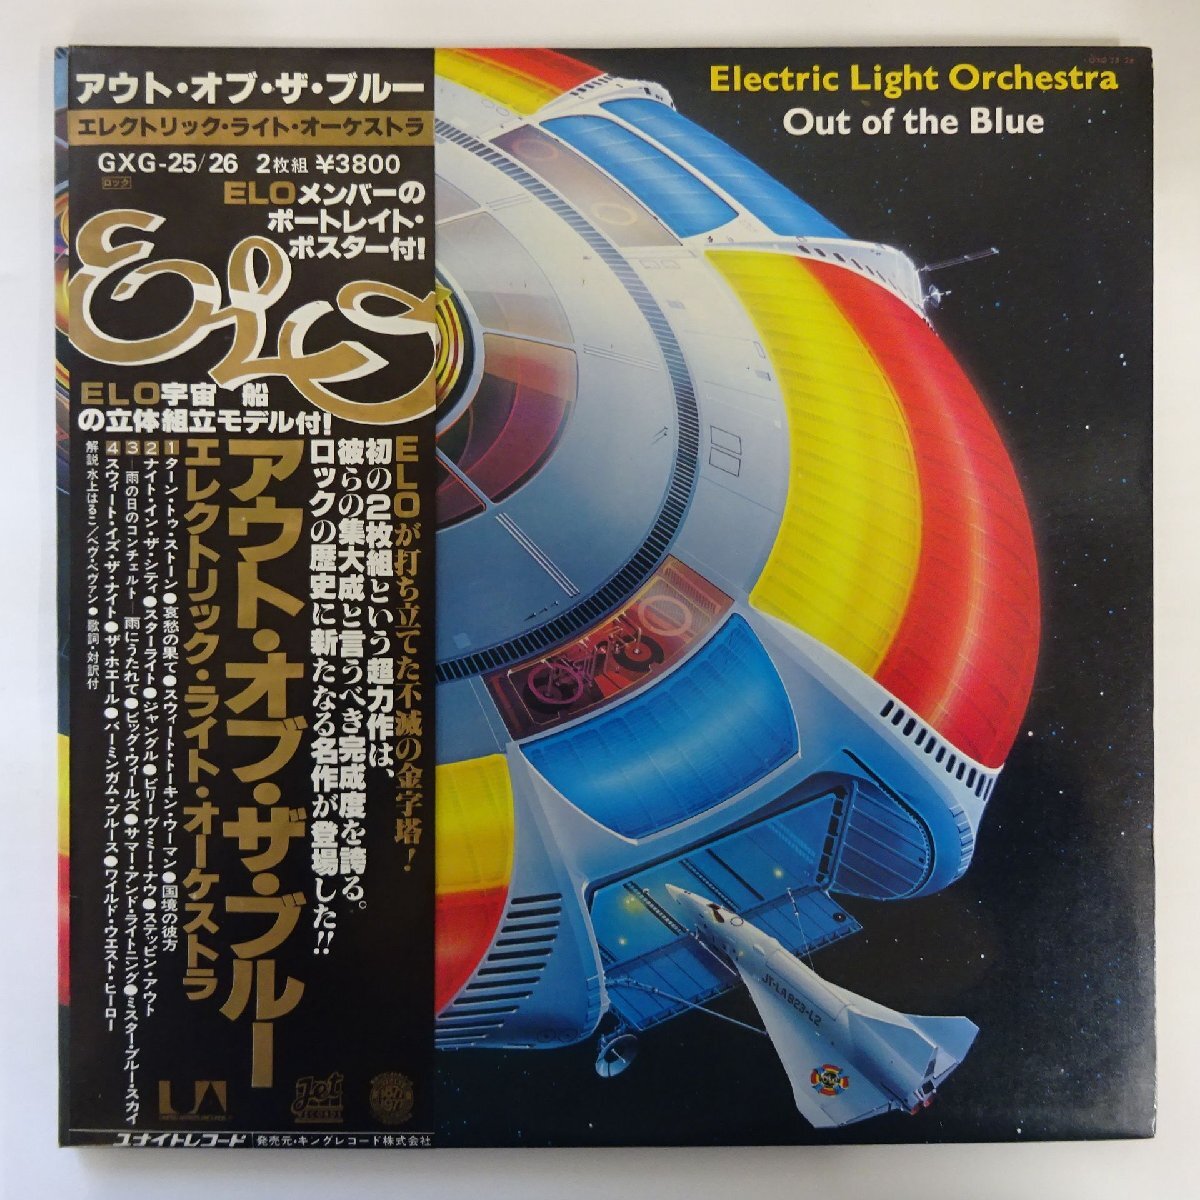 アウト・オブ・ザ・ブルー
エレクトリック・ライト・オーケストラ
GXG-25/26 2枚組 ¥3800
ロック
ELOメンバーの
ポートレイト・
ポスター付!
ELO
ELO宇宙船
の立体組立モデル付!
ELOが打ち立てた不滅の金字塔!
初の2枚組という超力作は、
彼らの集大成と言うべき完成度を誇る。
ロックの歴史に新たなる名作が登場した!!
アウト・オブ・ザ・ブルー
エレクトリック・ライト・オーケストラ
1 ターン・トゥ・ストーン●哀愁の果て●スウィート・トーキン・ウーマン●国境の彼方
2 ナイト・イン・ザ・シティ●スターライト●ジャングル●ビリーヴ・ミー・ナウ●ステッピン・アウト
3 ―雨の日のコンチェルト―雨にうたれて●ビッグ・ウィールズ●サマー・アンド・ライトニング●ミスター・ブルー・スカイ
4 スウィート・イズ・ザ・ナイト●ザ・ホエール●バーミンガム・ブルース●ワイルド・ウエスト・ヒーロー
解説 水上はるこ/ベヴ・ベヴァン●歌詞・対訳付
UA
Jet
RECORDS
ユナイトレコード 発売元・キングレコード株式会社
Electric Light Orchestra
Out of the Blue
JT-LA823-L2